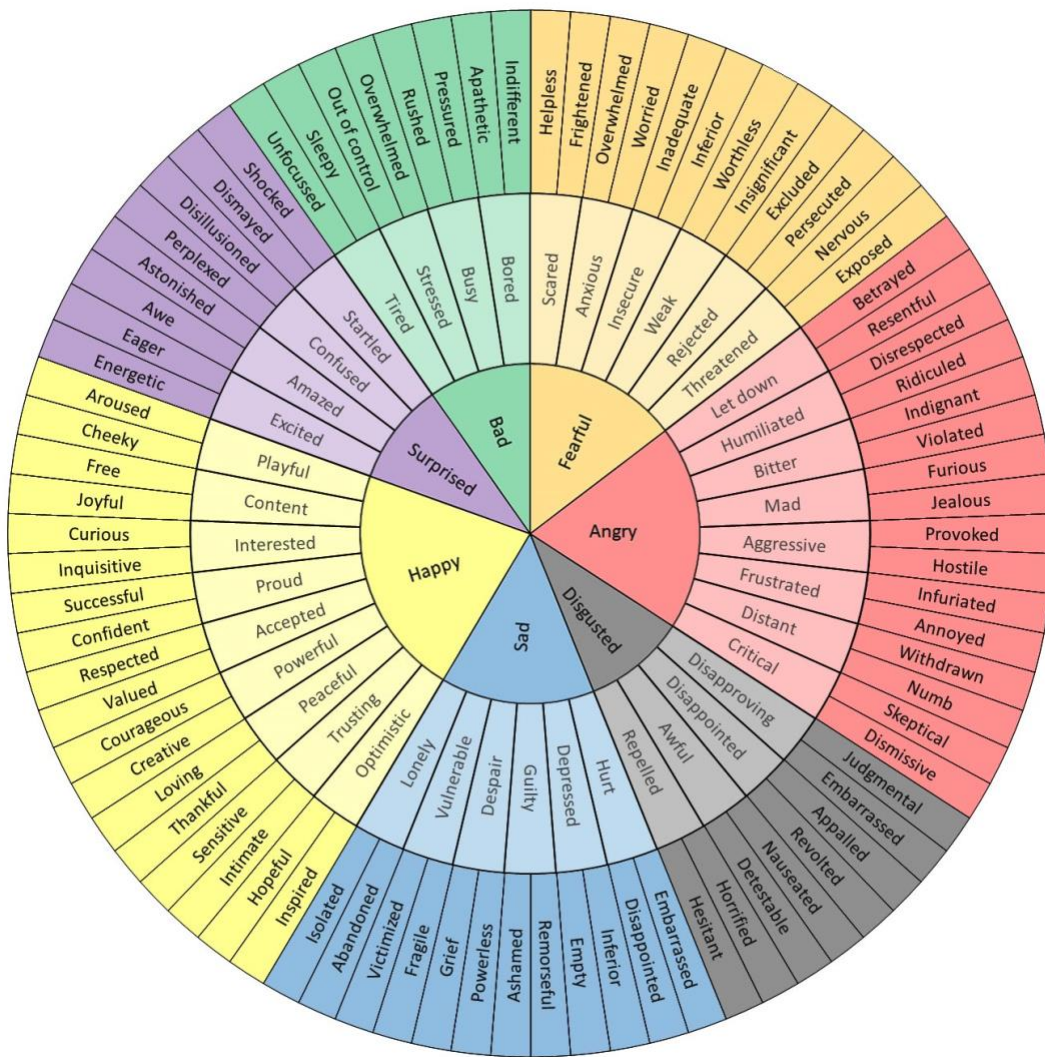 Bad
Fearful
Angry
Disgusted
Sad
Happy
Surprised
Tired
Stressed
Busy
Bored
Scared
Anxious
Insecure
Weak
Rejected
Threatened
Let down
Humiliated
Bitter
Mad
Aggressive
Frustrated
Distant
Critical
Disapproving
Disappointed
Awful
Repelled
Hurt
Depressed
Guilty
Despair
Vulnerable
Lonely
Optimistic
Trusting
Peaceful
Powerful
Accepted
Proud
Interested
Content
Playful
Excited
Amazed
Confused
Startled
Unfocussed
Sleepy
Out of control
Overwhelmed
Rushed
Pressured
Apathetic
Indifferent
Helpless
Frightened
Overwhelmed
Worried
Inadequate
Inferior
Worthless
Insignificant
Excluded
Persecuted
Nervous
Exposed
Betrayed
Resentful
Disrespected
Ridiculed
Indignant
Violated
Furious
Jealous
Provoked
Hostile
Infuriated
Annoyed
Withdrawn
Numb
Skeptical
Dismissive
Judgmental
Embarrassed
Appalled
Revolted
Nauseated
Detestable
Horrified
Hesitant
Embarrassed
Disappointed
Inferior
Empty
Remorseful
Ashamed
Powerless
Grief
Fragile
Victimized
Abandoned
Isolated
Inspired
Hopeful
Intimate
Sensitive
Thankful
Loving
Creative
Courageous
Valued
Respected
Confident
Successful
Inquisitive
Curious
Joyful
Free
Cheeky
Aroused
Energetic
Eager
Awe
Astonished
Perplexed
Disillusioned
Dismayed
Shocked